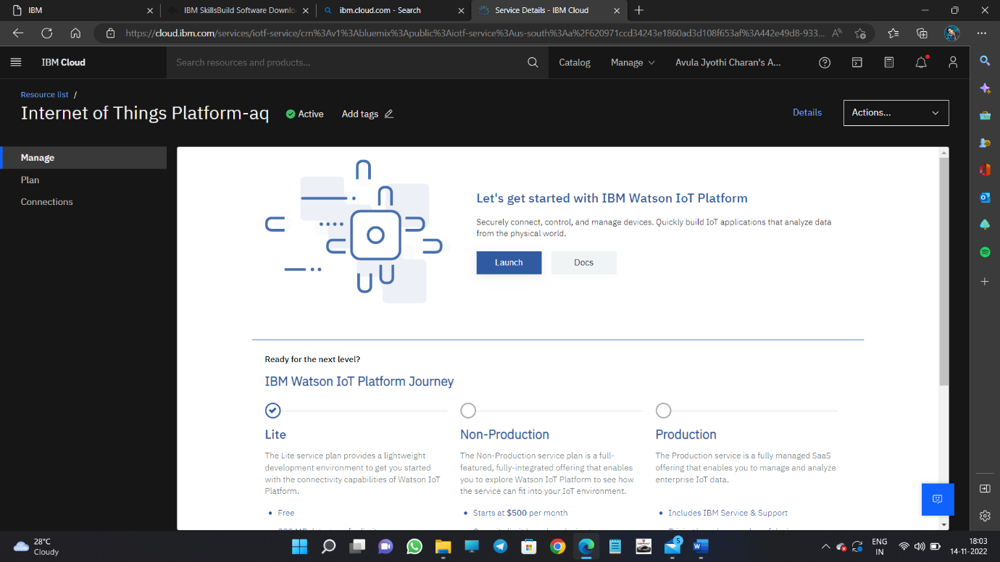 IBM
IBM SkillsBuild Software Downlo
ibm.cloud.com - Search
Service Details - IBM Cloud
https://cloud.ibm.com/services/iotf-service/crn%3Av1%3Abluemix%3Apublic%3Aiotf-service%3Aus-south%3Aa%2F620971ccd34243e1860ad3d108f653af%3A442e49d8-933...
IBM Cloud
Search resources and products...
Catalog
Manage
Avula Jyothi Charan's A...
Resource list /
Internet of Things Platform-aq
Active
Add tags
Details
Actions...
Manage
Plan
Connections
Let's get started with IBM Watson IoT Platform
Securely connect, control, and manage devices. Quickly build IoT applications that analyze data
from the physical world.
Launch
Docs
Ready for the next level?
IBM Watson IoT Platform Journey
Lite
The Lite service plan provides a lightweight
development environment to get you started
with the connectivity capabilities of Watson IoT
Platform.
Free
Non-Production
The Non-Production service plan is a full-
featured, fully-integrated offering that enables
you to explore Watson IoT Platform to see how
the service can fit into your IoT environment.
Starts at $500 per month
Production
The Production service is a fully managed SaaS
offering that enables you to manage and analyze
enterprise IoT data.
Includes IBM Service & Support
28°C
Cloudy
5
ENG
IN
18:03
14-11-2022